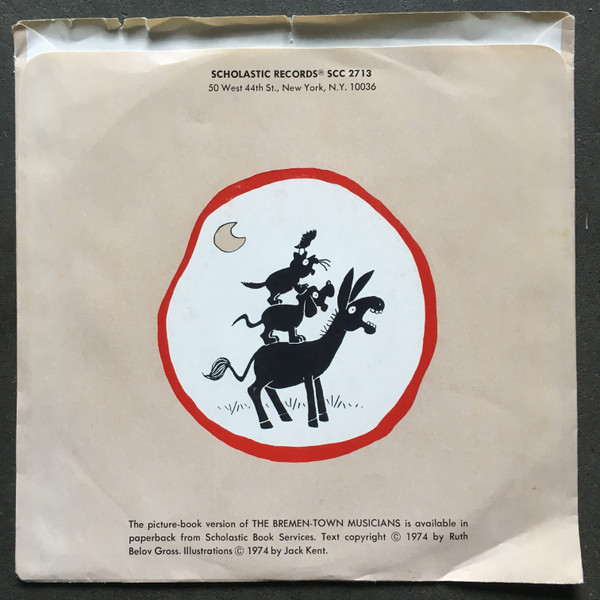 SCHOLASTIC RECORDS® SCC 2713
50 West 44th St., New York, N.Y. 10036
The picture-book version of THE BREMEN-TOWN MUSICIANS is available in
paperback from Scholastic Book Services. Text copyright © 1974 by Ruth
Belov Gross. Illustrations © 1974 by Jack Kent.